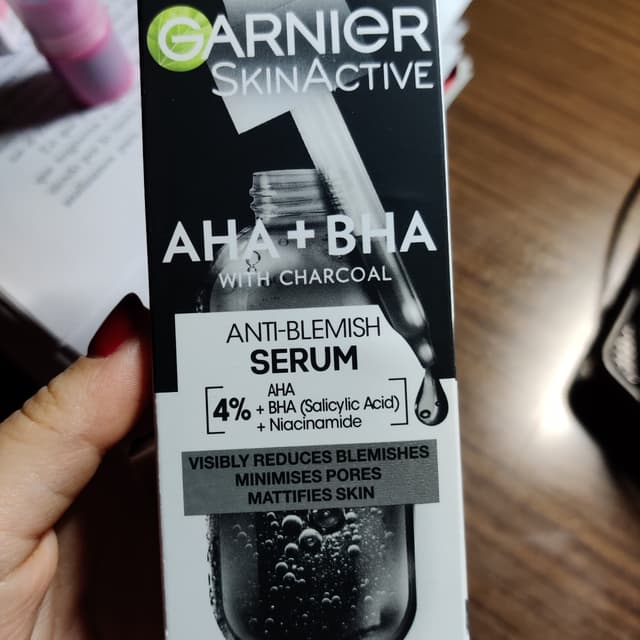 GARNIER
SKINACTIVE
AHA + BHA
WITH CHARCOAL
ANTI-BLEMISH
SERUM
4%
AHA
+ BHA (Salicylic Acid)
+ Niacinamide
VISIBLY REDUCES BLEMISHES
MINIMISES PORES
MATTIFIES SKIN